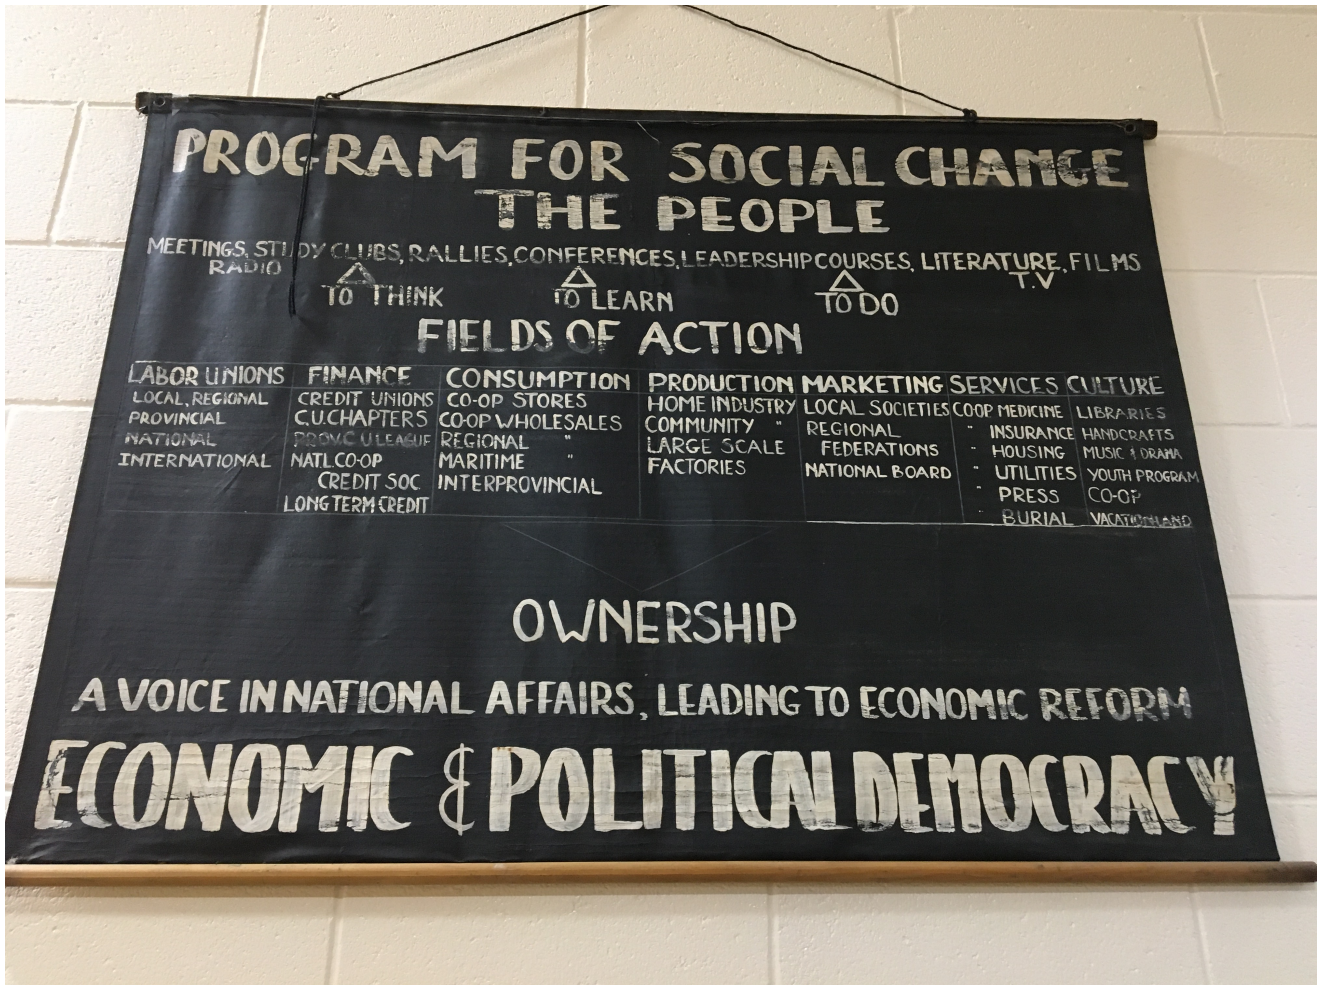 PROGRAM FOR SOCIAL CHANGE
THE PEOPLE
MEETINGS, STUDY CLUBS, RALLIES, CONFERENCES, LEADERSHIP COURSES, LITERATURE, FILMS
RADIO T.V
TO THINK TO LEARN TO DO
FIELDS OF ACTION
LABOR UNIONS
LOCAL, REGIONAL
PROVINCIAL
NATIONAL
INTERNATIONAL
FINANCE
CREDIT UNIONS
C.U. CHAPTERS
PROV. C U LEAGUE
NATL CO-OP
CREDIT SOC
LONG TERM CREDIT
CONSUMPTION
CO-OP STORES
CO-OP WHOLESALES
REGIONAL "
MARITIME "
INTERPROVINCIAL
PRODUCTION
HOME INDUSTRY
COMMUNITY "
LARGE SCALE
FACTORIES
MARKETING
LOCAL SOCIETIES
REGIONAL
FEDERATIONS
NATIONAL BOARD
SERVICES
CO-OP MEDICINE
" INSURANCE
" HOUSING
" UTILITIES
" PRESS
" BURIAL
CULTURE
LIBRARIES
HANDCRAFTS
MUSIC & DRAMA
YOUTH PROGRAM
CO-OP
VACATIONLAND
OWNERSHIP
A VOICE IN NATIONAL AFFAIRS, LEADING TO ECONOMIC REFORM
ECONOMIC & POLITICAL DEMOCRACY